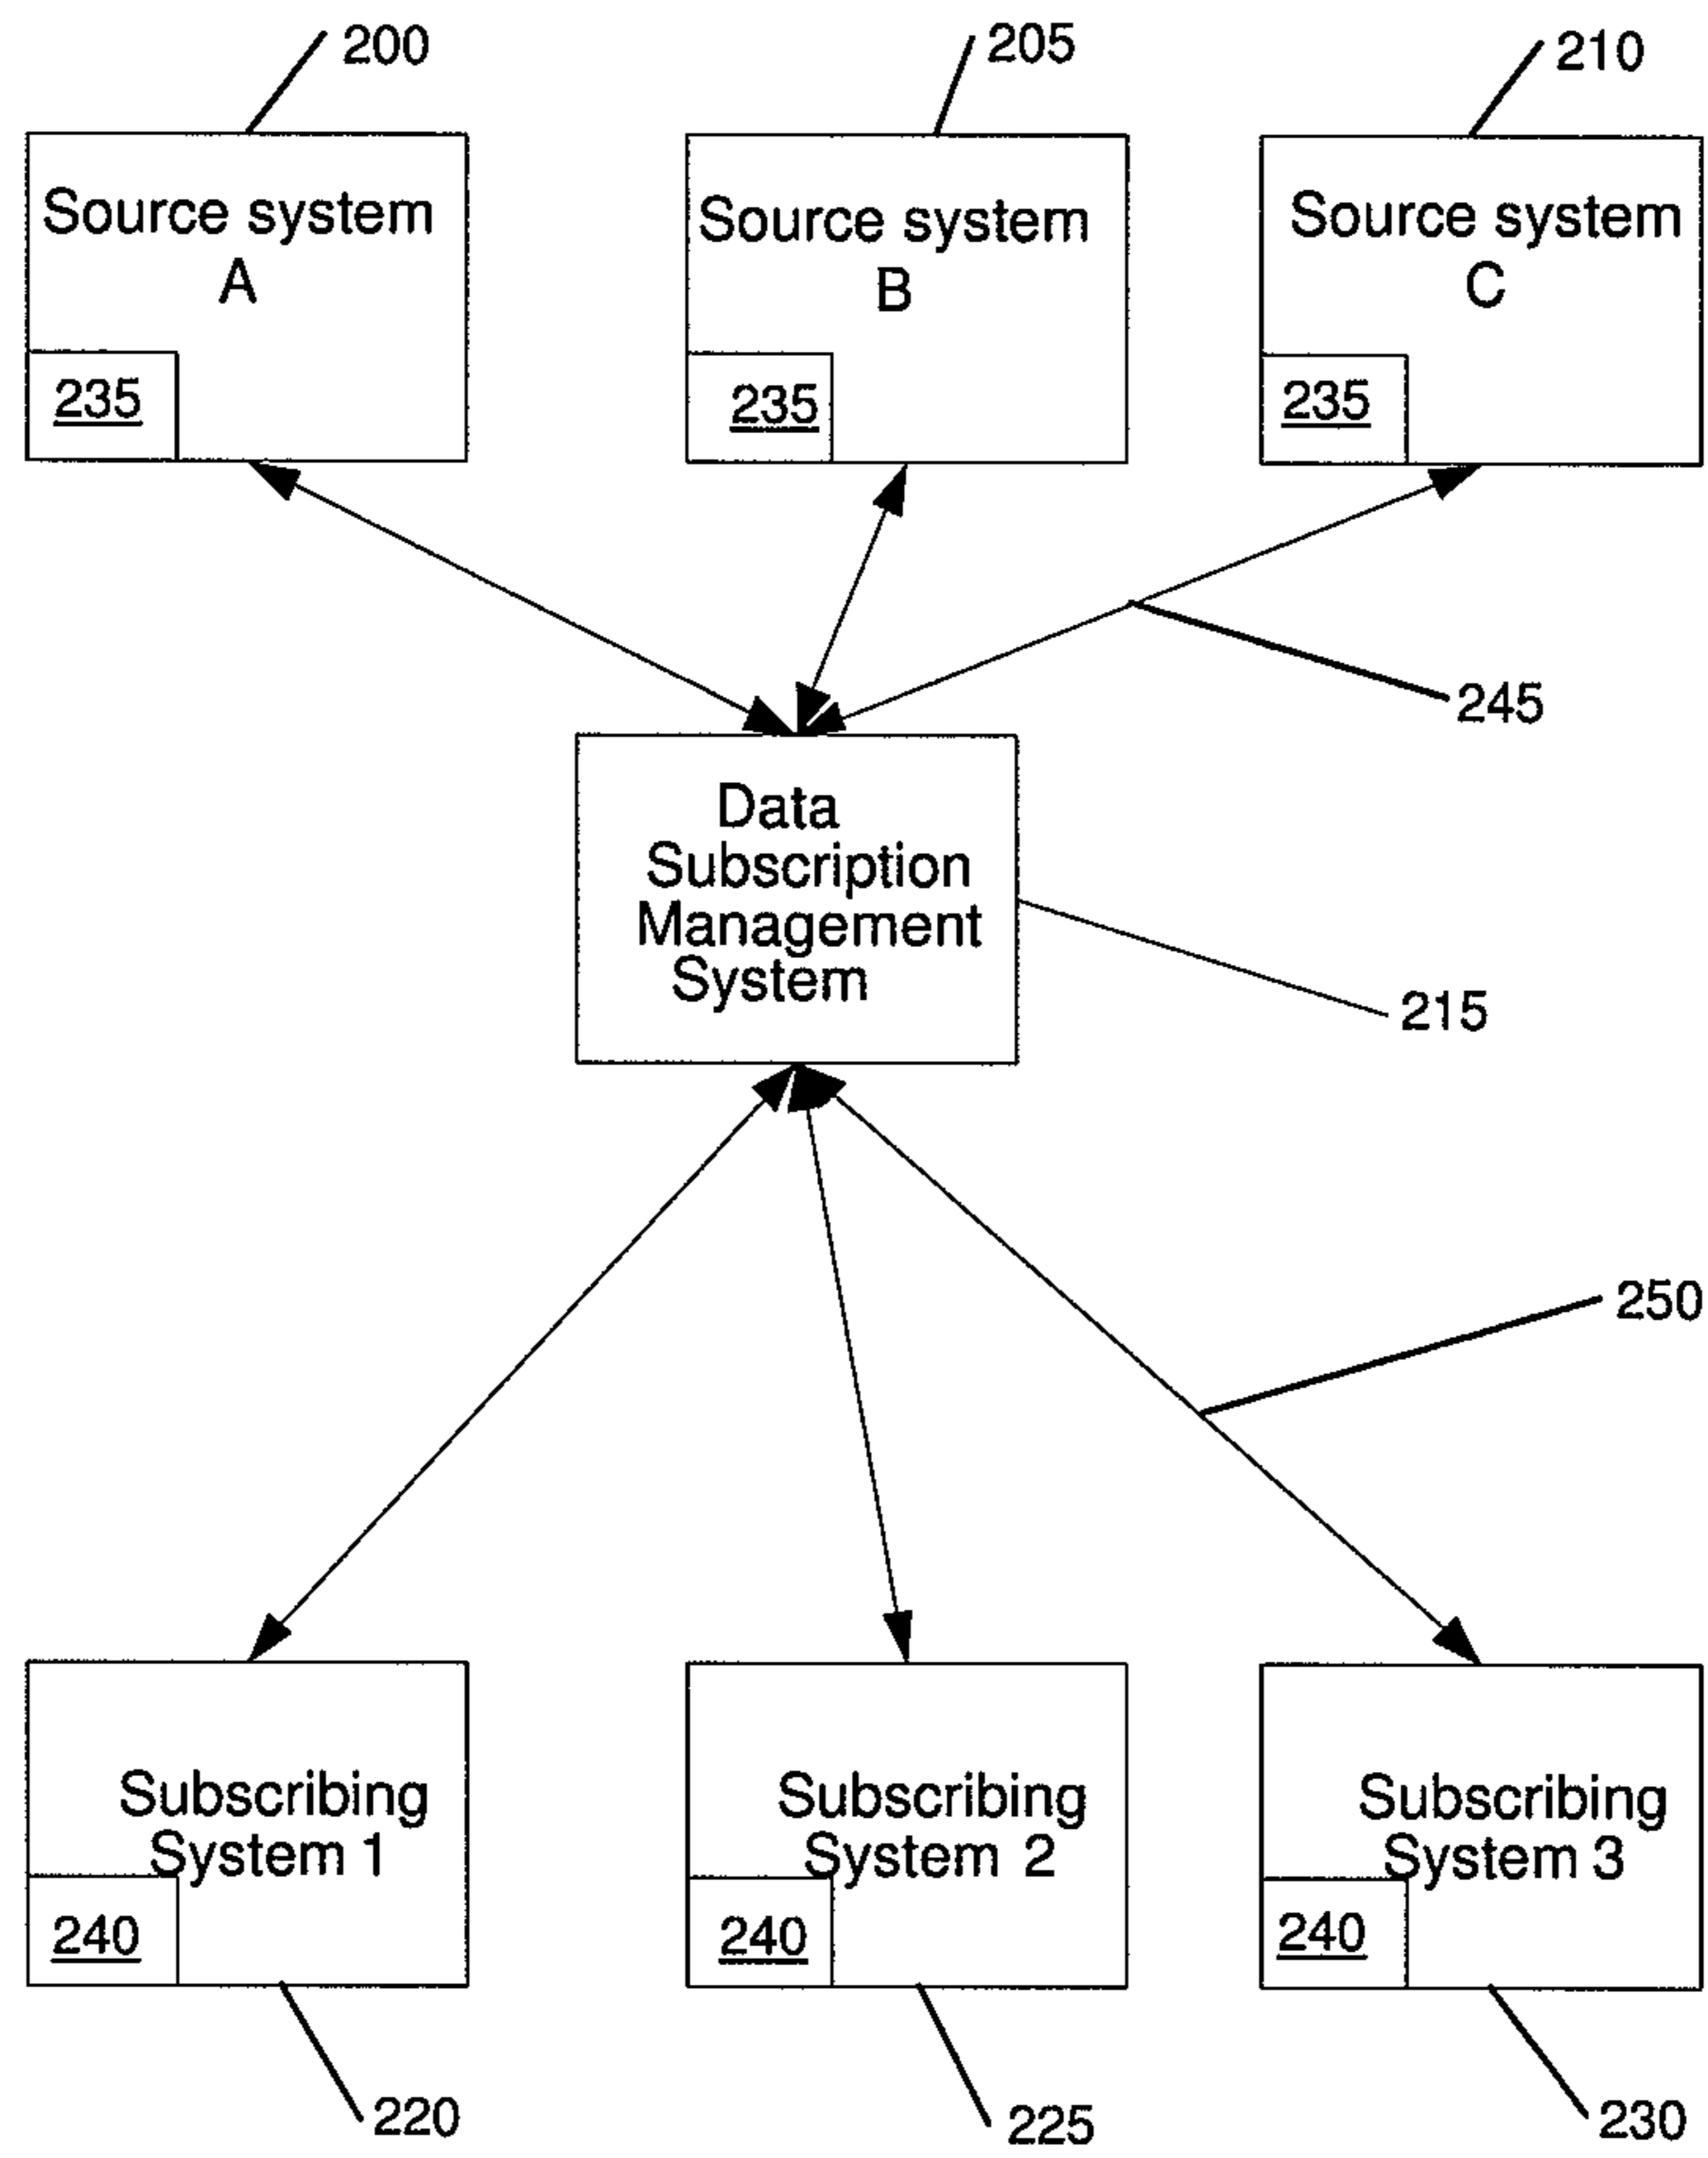 200
205
210
Source system
A
Source system
B
Source system
C
235
235
235
245
Data
Subscription
Management
System
215
250
Subscribing
System 1
Subscribing
System 2
Subscribing
System 3
240
240
240
220
225
230